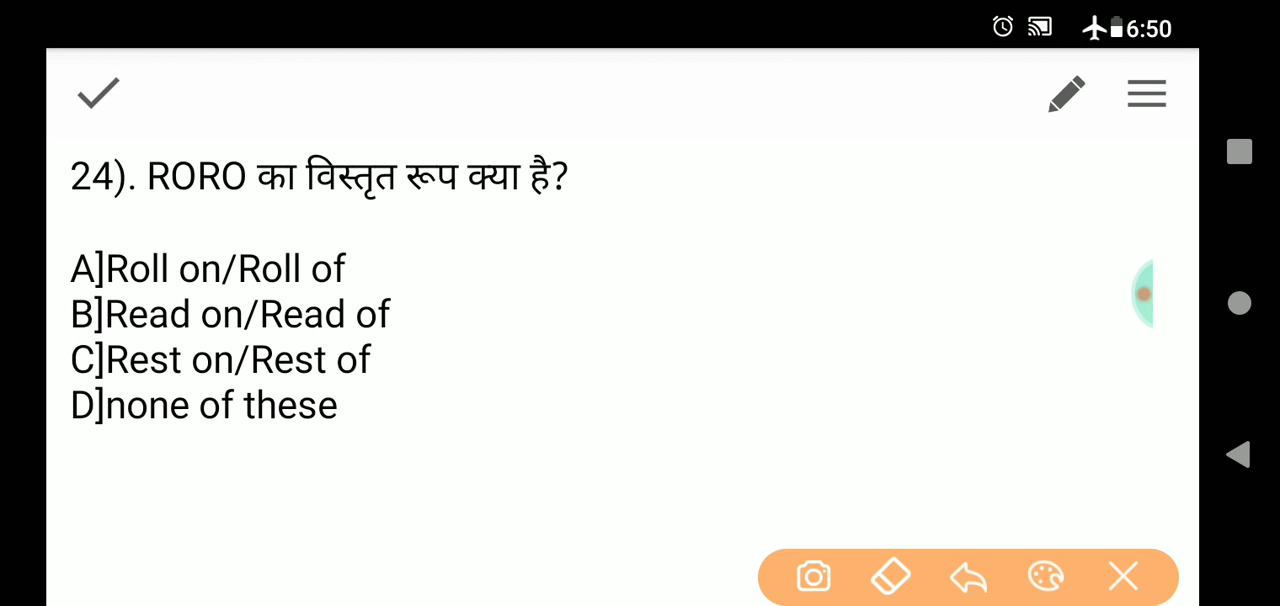 6:50
24). RORO का विस्तृत रूप क्या है?
A]Roll on/Roll of
B]Read on/Read of
C]Rest on/Rest of
D]none of these